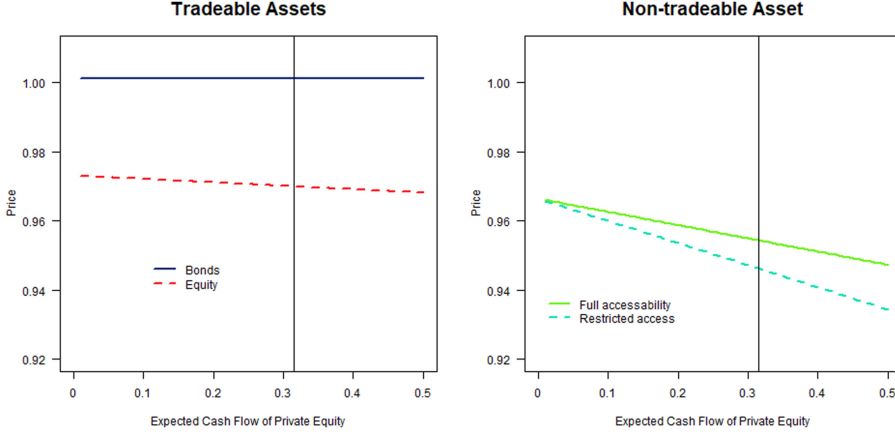 Tradeable Assets
1.00
0.98
0.96
0.94
0.92
Price
Bonds
Equity
0
0.1
0.2
0.3
0.4
0.5
Expected Cash Flow of Private Equity
Non-tradeable Asset
1.00
0.98
0.96
0.94
0.92
Price
Full accessability
Restricted access
0
0.1
0.2
0.3
0.4
0.5
Expected Cash Flow of Private Equity